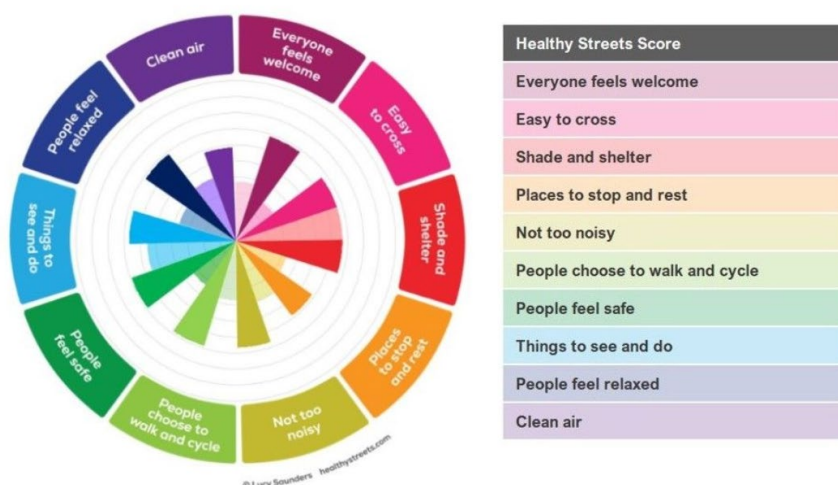 Clean air
Everyone
feels
welcome
Easy
to cross
Shade and
shelter
Places
to stop
and rest
Not too
noisy
People
choose to
walk and cycle
People
feel safe
Things to
see and do
People feel
relaxed
© Lucy Saunders healthystreets.com
Healthy Streets Score
Everyone feels welcome
Easy to cross
Shade and shelter
Places to stop and rest
Not too noisy
People choose to walk and cycle
People feel safe
Things to see and do
People feel relaxed
Clean air